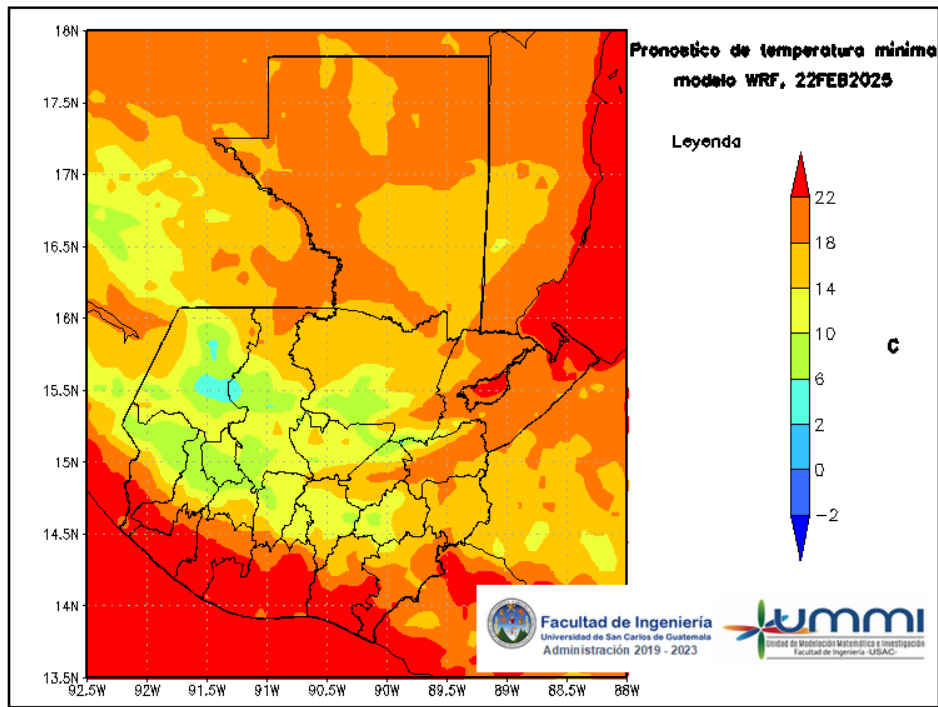 18N
17.5N
17N
16.5N
16N
15.5N
15N
14.5N
14N
13.5N
92.5W
92W
91.5W
91W
90.5W
90W
89.5W
89W
88.5W
88W
Pronostico de temperatura minima
modelo WRF, 22FEB2025
Leyenda
22
18
14
10
6
2
0
-2
C
Facultad de Ingeniería
Universidad de San Carlos de Guatemala
Administración 2019 - 2023
ummi
Unidad de Modelación Matemática e Investigación
Facultad de Ingeniería -USAC-